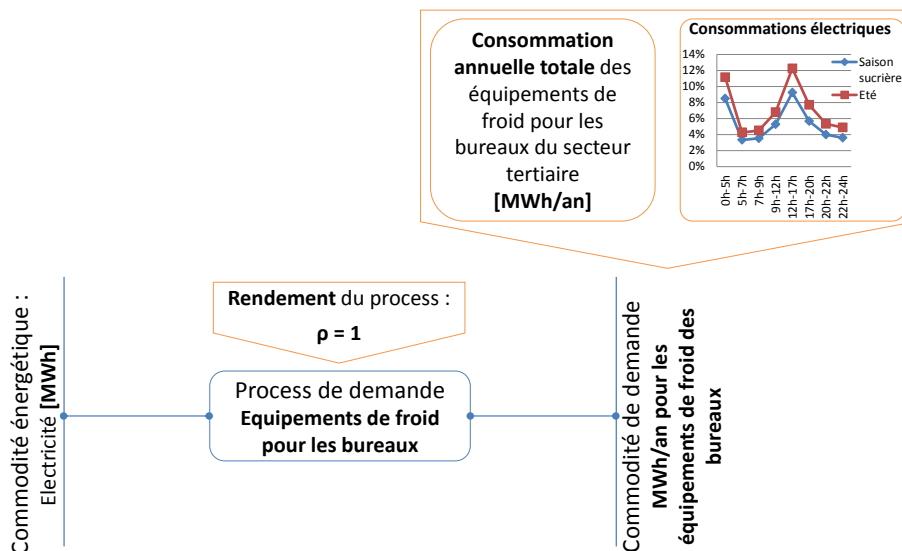 Consommation
annuelle totale des
équipements de
froid pour les
bureaux du secteur
tertiaire
[MWh/an]
Consommations électriques
14%
12%
10%
8%
6%
4%
2%
0%
Saison
sucrière
Eté
0h-5h
5h-7h
7h-9h
9h-12h
12h-17h
17h-20h
20h-22h
22h-24h
Commodité énergétique :
Electricité [MWh]
Rendement du process :
ρ = 1
Process de demande
Equipements de froid
pour les bureaux
Commodité de demande
MWh/an pour les
équipements de froid des
bureaux